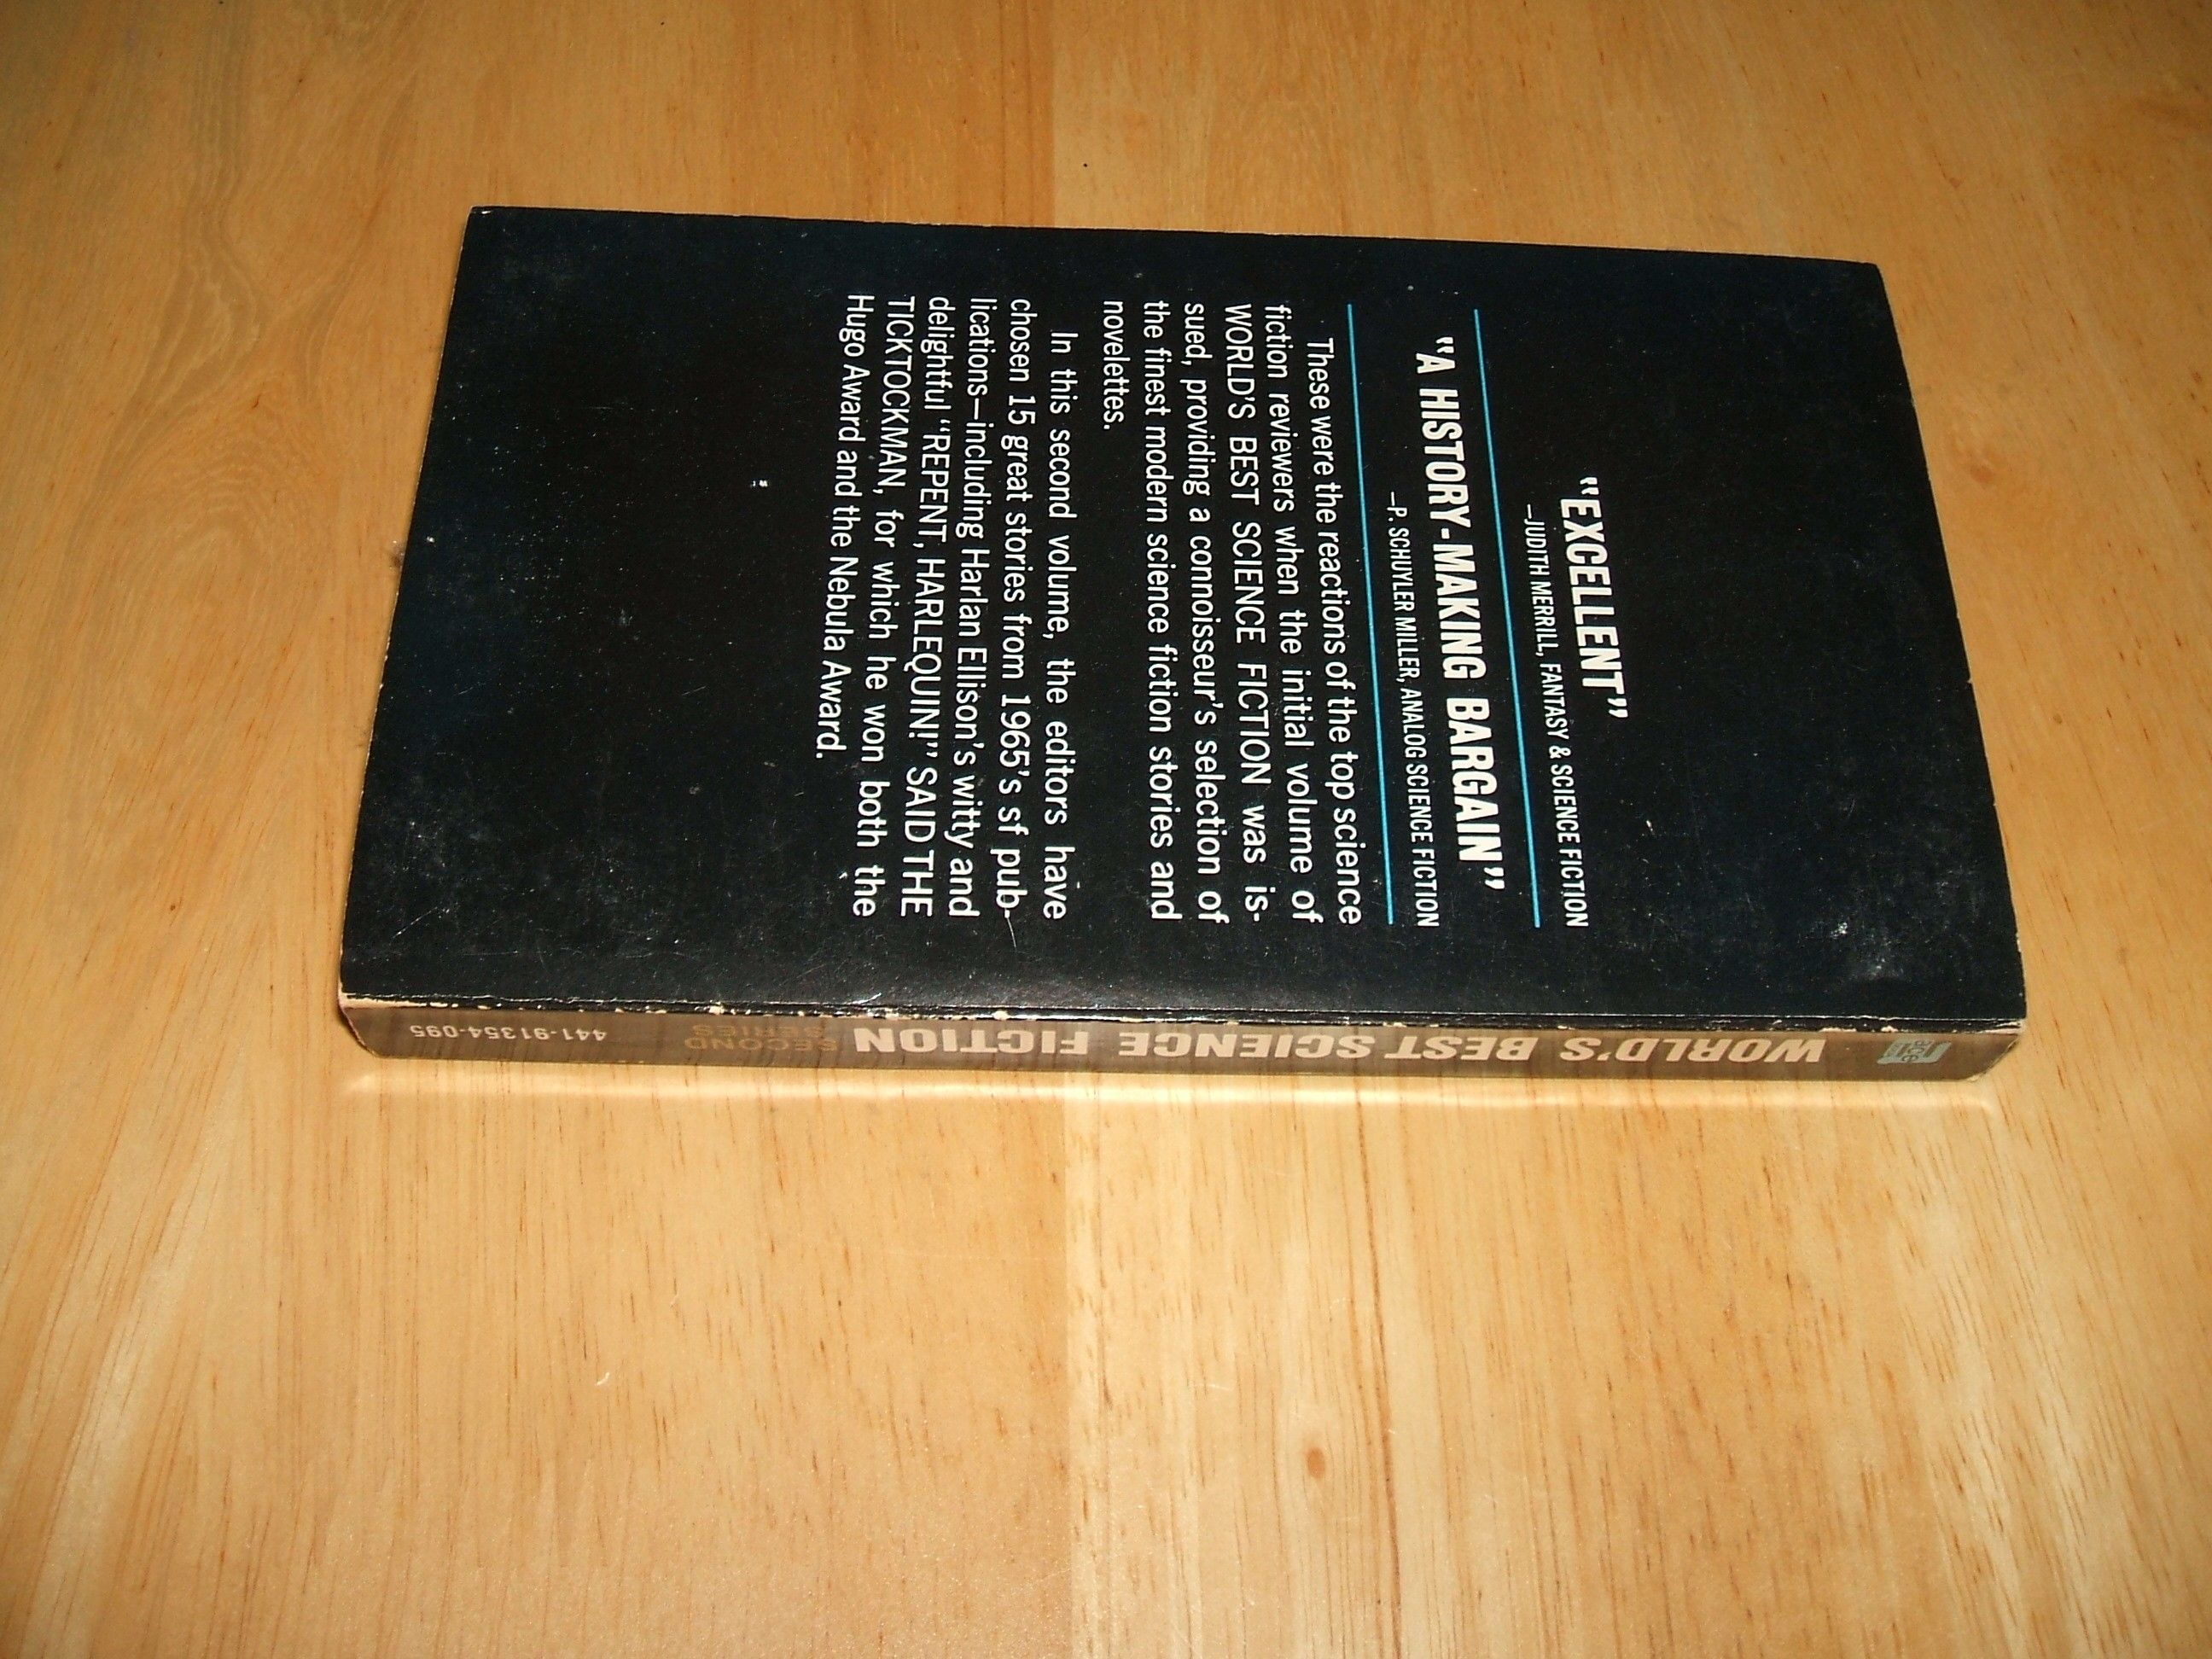 "EXCELLENT"
—JUDITH MERRILL, FANTASY & SCIENCE FICTION
"A HISTORY-MAKING BARGAIN"
—P. SCHUYLER MILLER, ANALOG SCIENCE FICTION
These were the reactions of the top science
fiction reviewers when the initial volume of
WORLD'S BEST SCIENCE FICTION was is-
sued, providing a connoisseur's selection of
the finest modern science fiction stories and
novelettes.
In this second volume, the editors have
chosen 15 great stories from 1965's sf pub-
lications—including Harlan Ellison's witty and
delightful "REPENT, HARLEQUIN!" SAID THE
TICKTOCKMAN, for which he won both the
Hugo Award and the Nebula Award.
ace
WORLD'S BEST SCIENCE FICTION
SECOND
SERIES
441-91354-095